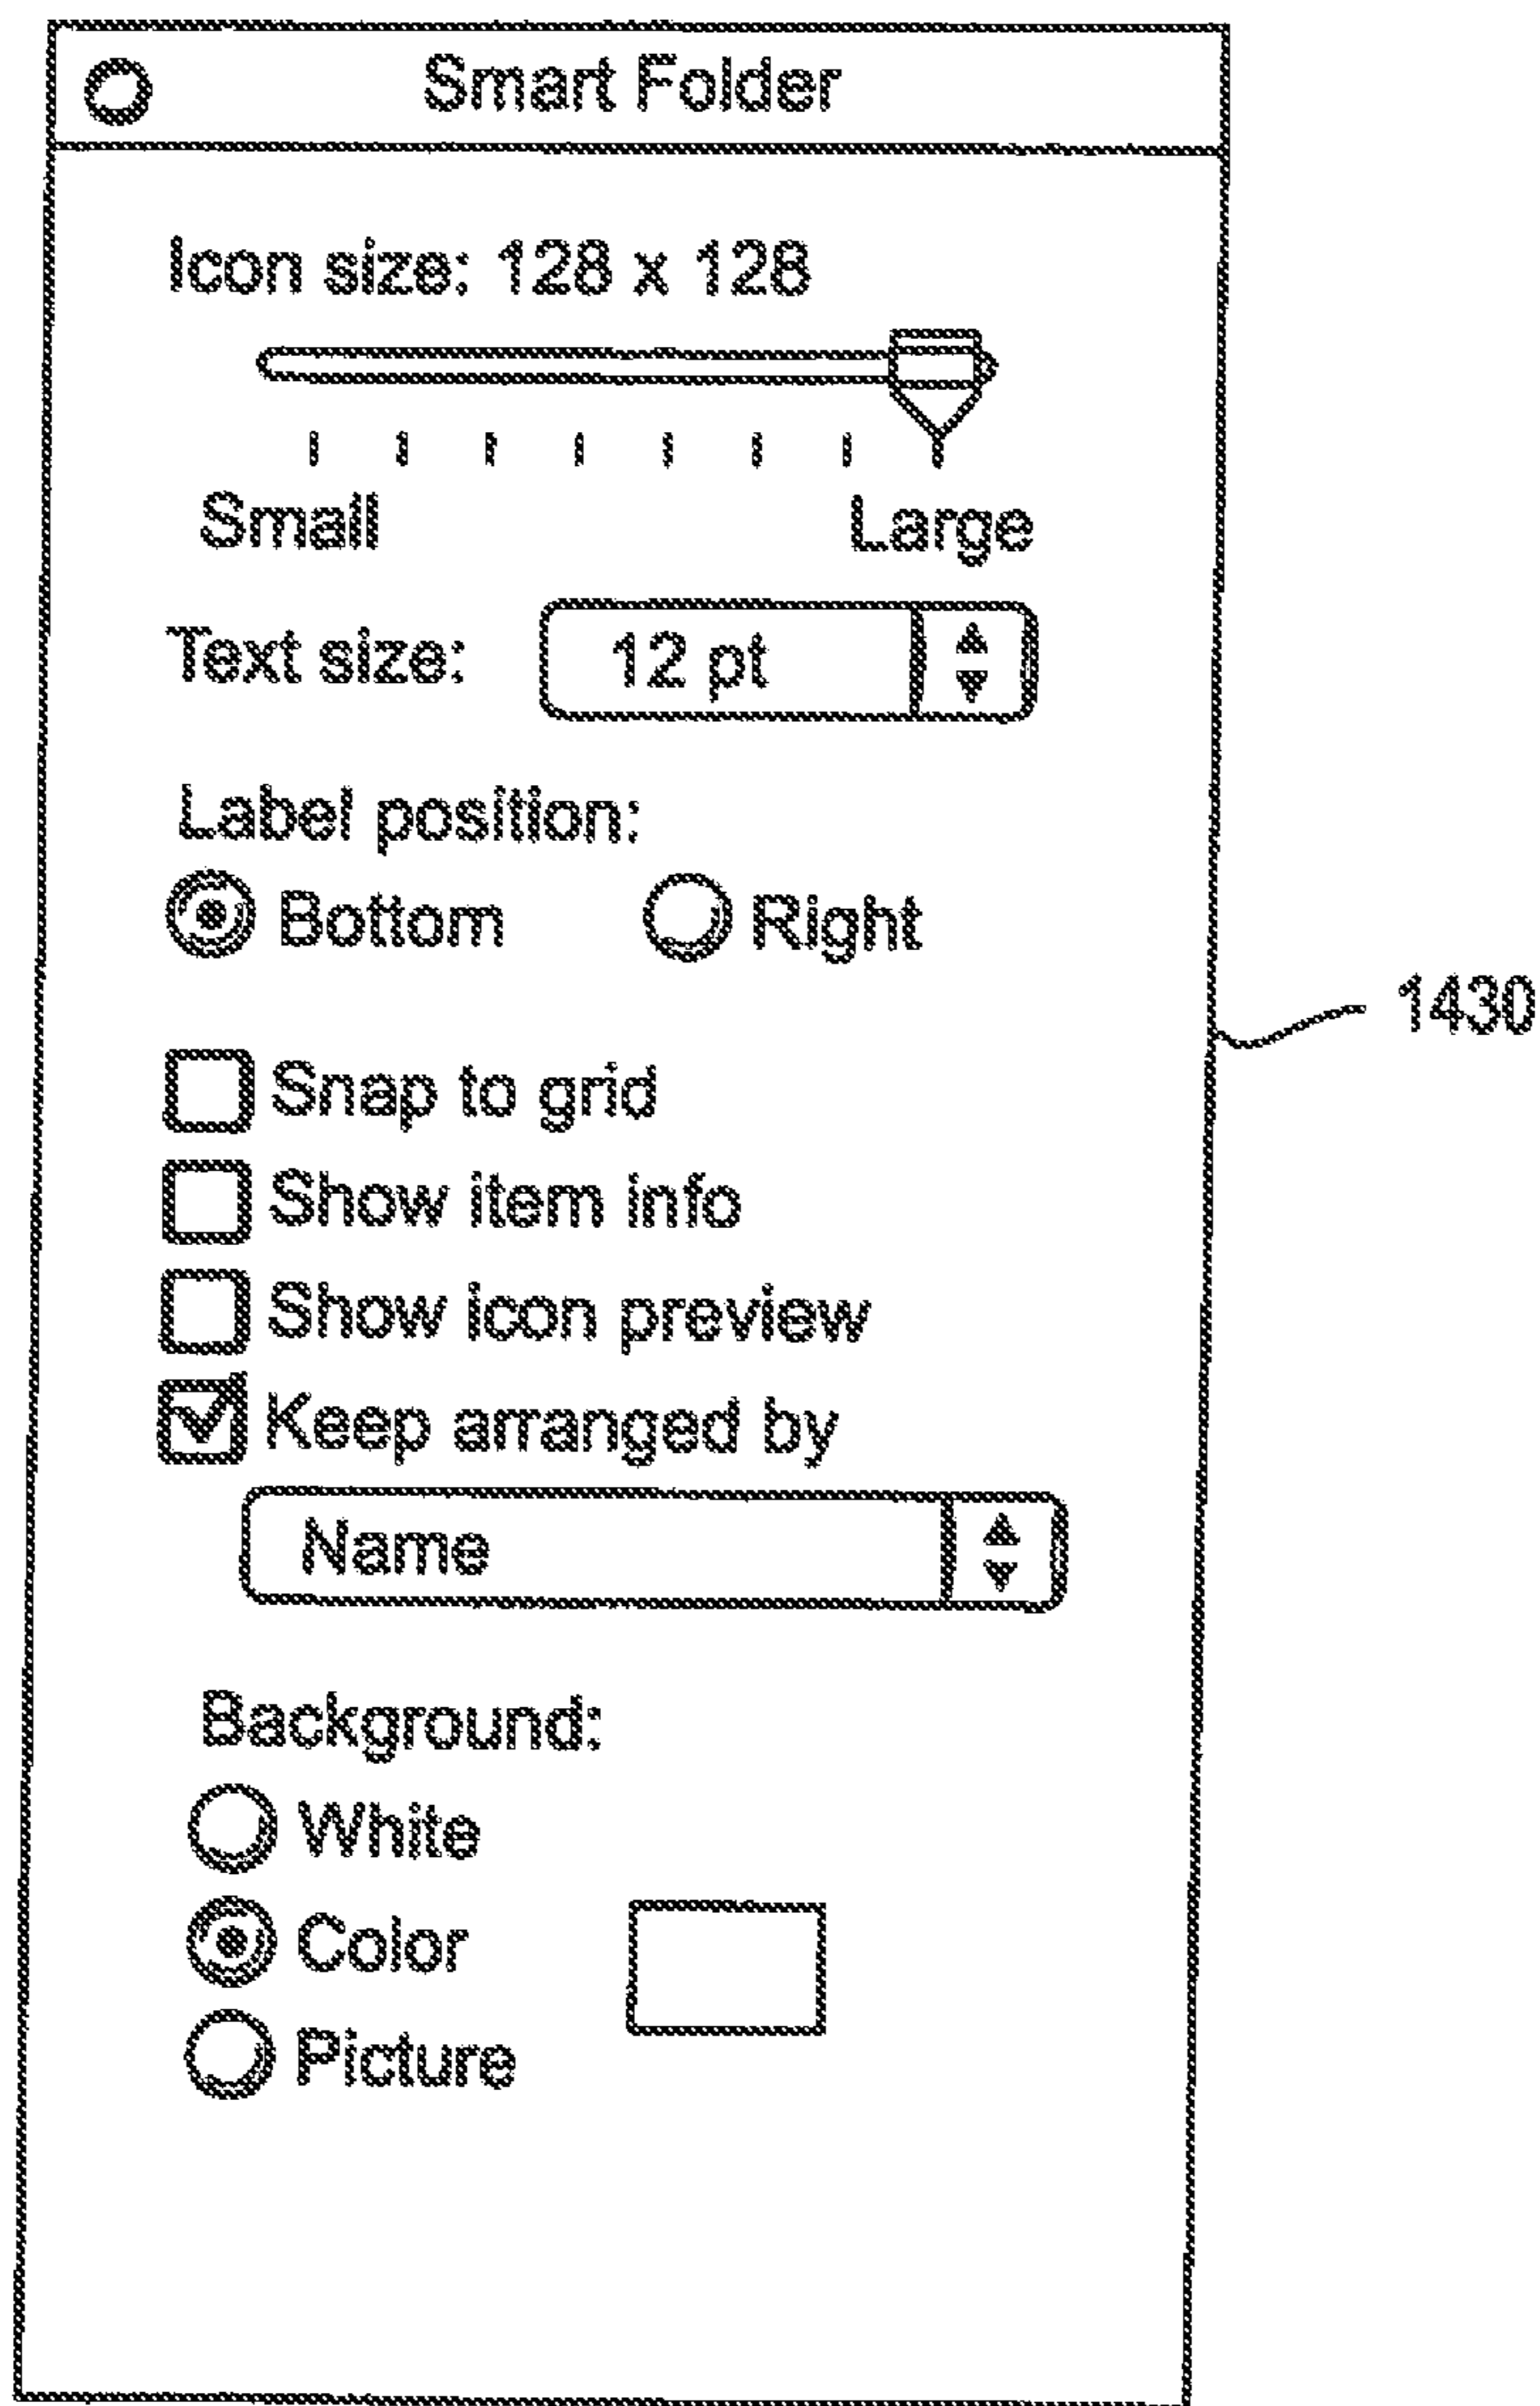 Smart Folder
Icon size: 128 x 128
Small Large
Text size: 12 pt
Label position:
Bottom Right
1430
Snap to grid
Show item info
Show icon preview
Keep arranged by
Name
Background:
White
Color
Picture